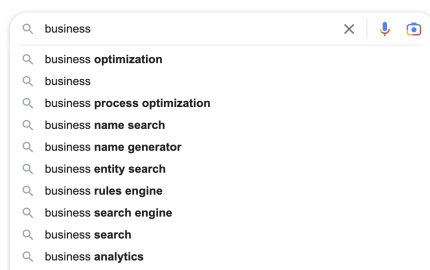 business
business optimization
business
business process optimization
business name search
business name generator
business entity search
business rules engine
business search engine
business search
business analytics